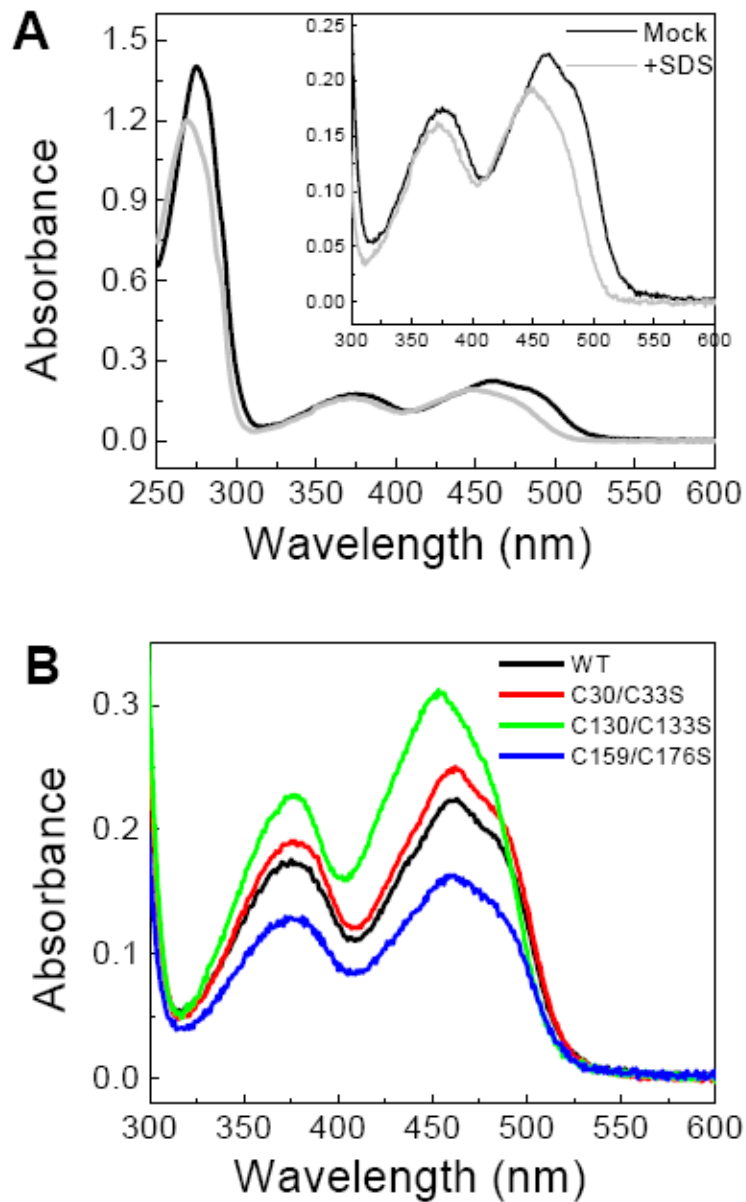 A
1.5
1.2
0.9
0.6
0.3
0.0
Absorbance
250 300 350 400 450 500 550 600
Wavelength (nm)
0.25
0.20
0.15
0.10
0.05
0.00
300 350 400 450 500 550 600
Mock
+SDS
B
0.3
0.2
0.1
0.0
Absorbance
300 350 400 450 500 550 600
Wavelength (nm)
WT
C30/C33S
C130/C133S
C159/C176S